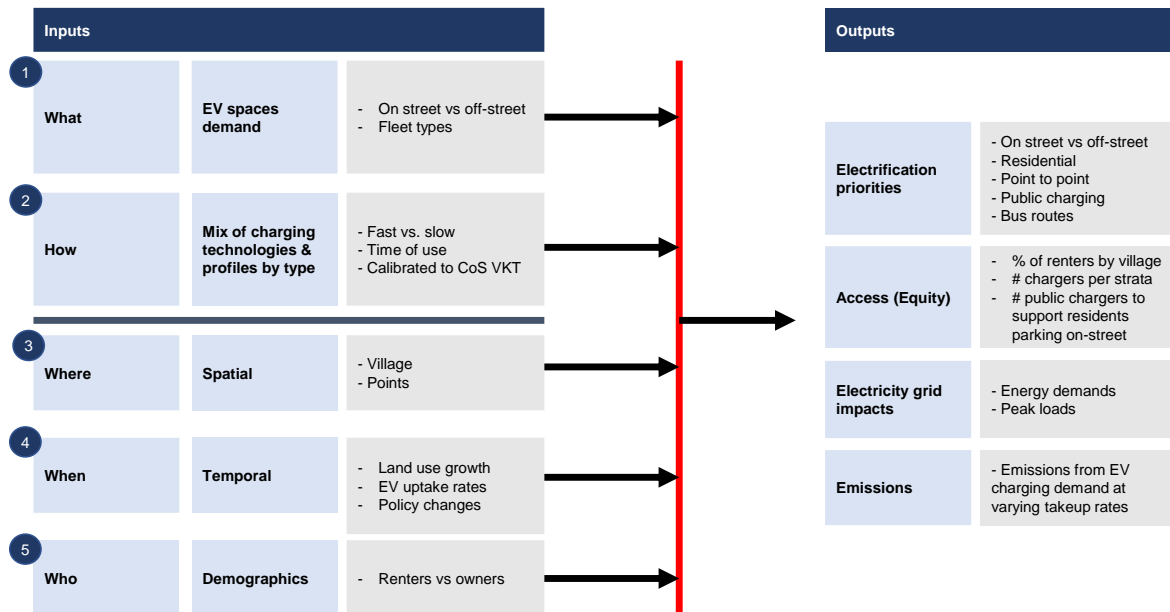 Inputs
1
What
EV spaces
demand
- On street vs off-street
- Fleet types
2
How
Mix of charging
technologies &
profiles by type
- Fast vs. slow
- Time of use
- Calibrated to CoS VKT
3
Where
Spatial
- Village
- Points
4
When
Temporal
- Land use growth
- EV uptake rates
- Policy changes
5
Who
Demographics
- Renters vs owners
Outputs
Electrification
priorities
- On street vs off-street
- Residential
- Point to point
- Public charging
- Bus routes
Access (Equity)
- % of renters by village
- # chargers per strata
- # public chargers to
support residents
parking on-street
Electricity grid
impacts
- Energy demands
- Peak loads
Emissions
- Emissions from EV
charging demand at
varying takeup rates